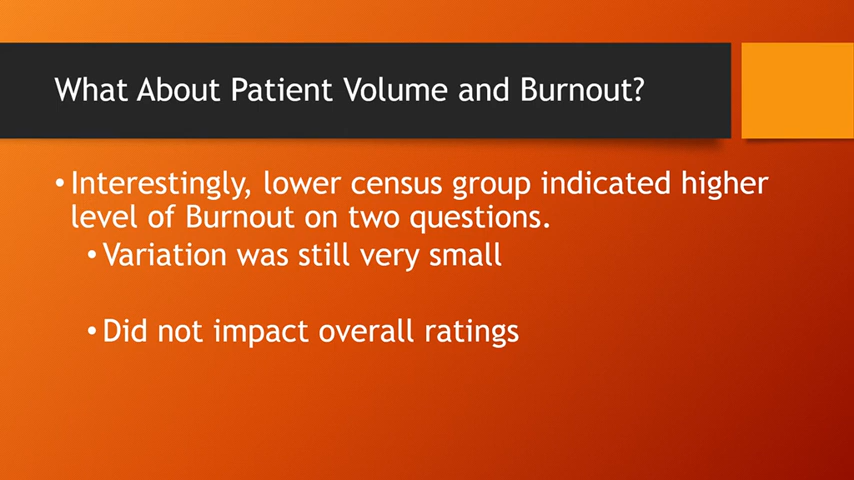 What About Patient Volume and Burnout?
• Interestingly, lower census group indicated higher
level of Burnout on two questions.
• Variation was still very small
• Did not impact overall ratings